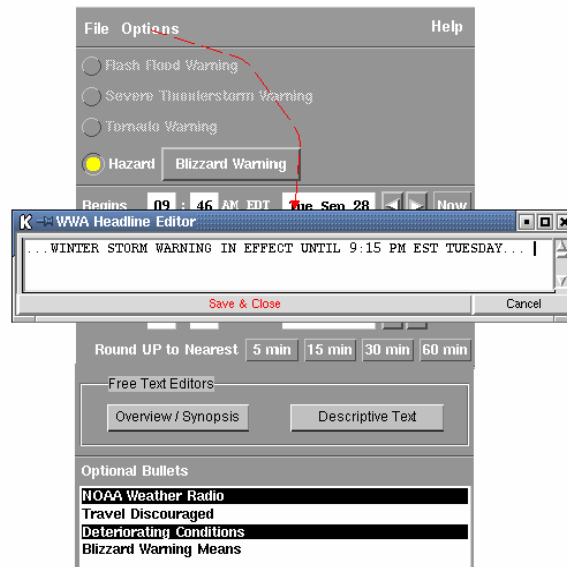 File Options Help
Flash Flood Warning
Severe Thunderstorm Warning
Tornado Warning
Hazard Blizzard Warning
Begins 09 : 46 AM EDT Tue Sep 28 Now
WWA Headline Editor
...WINTER STORM WARNING IN EFFECT UNTIL 9:15 PM EST TUESDAY...
Save & Close Cancel
Round UP to Nearest 5 min 15 min 30 min 60 min
Free Text Editors
Overview / Synopsis Descriptive Text
Optional Bullets
NOAA Weather Radio
Travel Discouraged
Deteriorating Conditions
Blizzard Warning Means